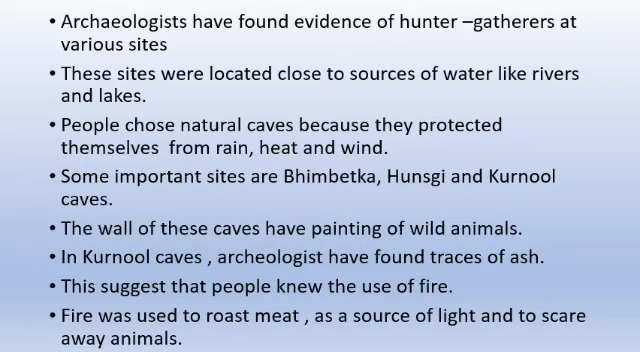 • Archaeologists have found evidence of hunter –gatherers at
various sites
• These sites were located close to sources of water like rivers
and lakes.
• People chose natural caves because they protected
themselves  from rain, heat and wind.
• Some important sites are Bhimbetka, Hunsgi and Kurnool
caves.
• The wall of these caves have painting of wild animals.
• In Kurnool caves , archeologist have found traces of ash.
• This suggest that people knew the use of fire.
• Fire was used to roast meat , as a source of light and to scare
away animals.